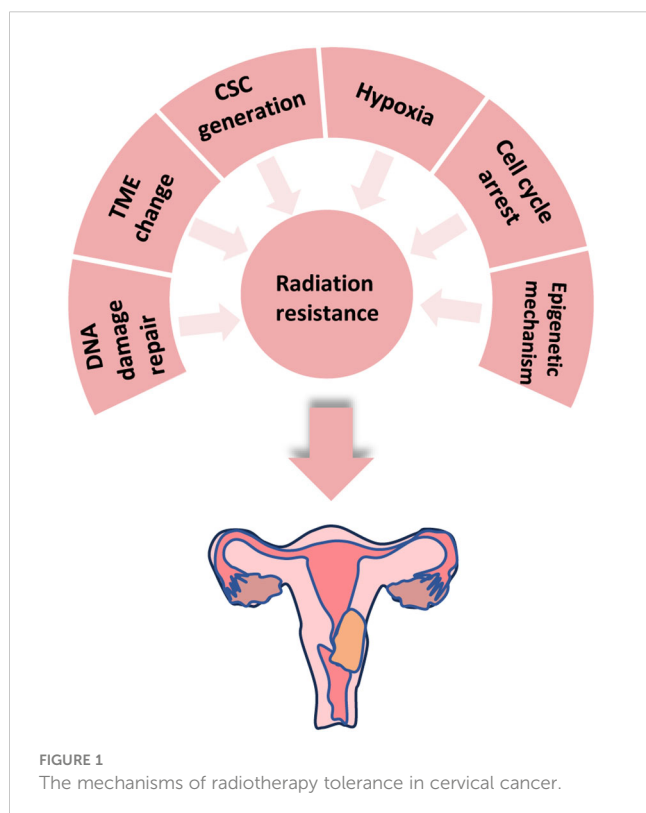 CSC
generation
Hypoxia
TME
change
Cell cycle
arrest
DNA
damage
repair
Epigenetic
mechanism
Radiation
resistance
FIGURE 1
The mechanisms of radiotherapy tolerance in cervical cancer.